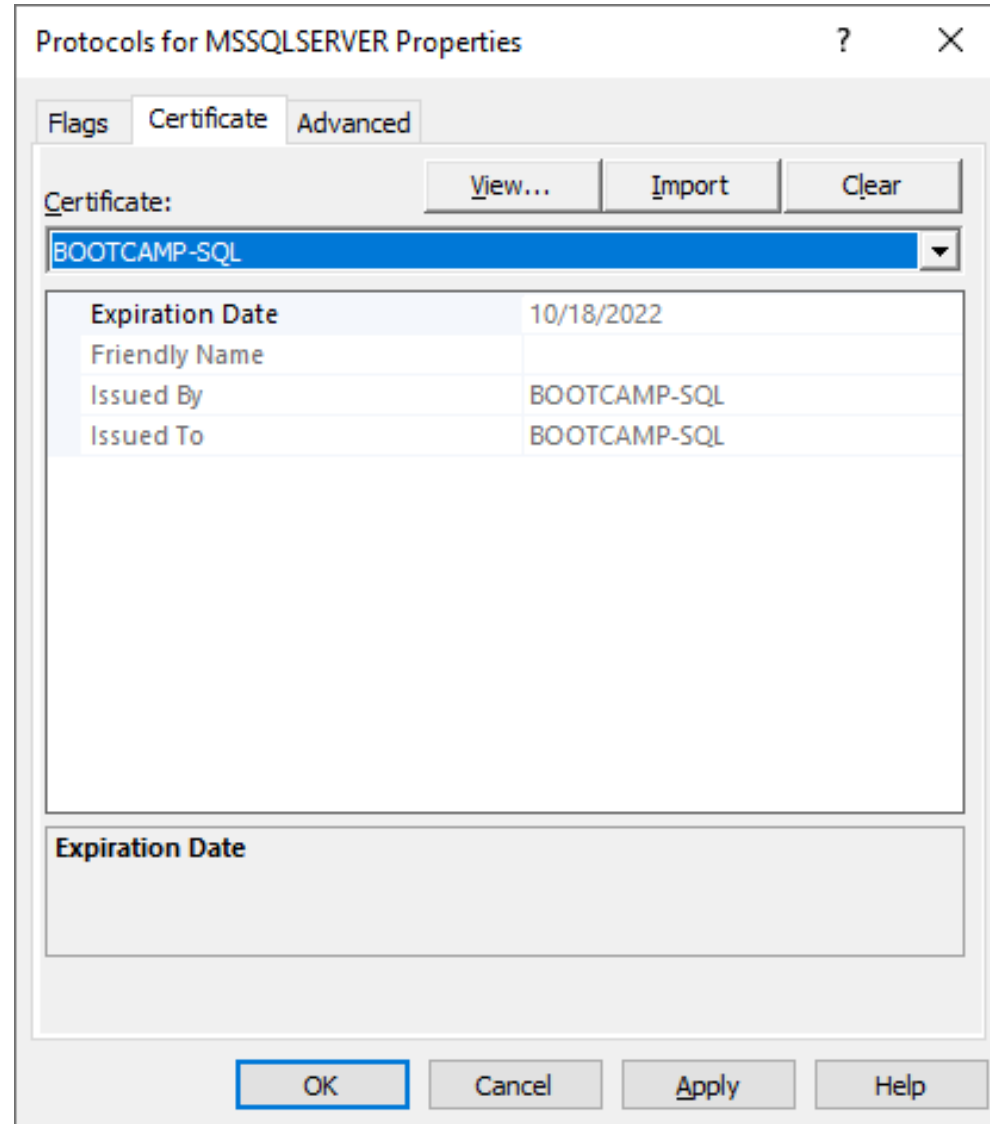 Protocols for MSSQLSERVER Properties ?
Flags Certificate Advanced
Certificate: View... Import Clear
BOOTCAMP-SQL
Expiration Date 10/18/2022
Friendly Name
Issued By BOOTCAMP-SQL
Issued To BOOTCAMP-SQL
Expiration Date
OK Cancel Apply Help